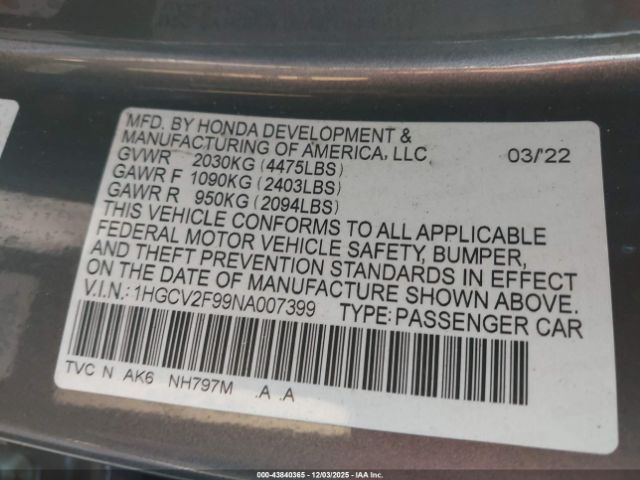 MFD. BY HONDA DEVELOPMENT &
MANUFACTURING OF AMERICA, LLC 03/'22
GVWR 2030KG (4475LBS)
GAWR F 1090KG (2403LBS)
GAWR R 950KG (2094LBS)
THIS VEHICLE CONFORMS TO ALL APPLICABLE
FEDERAL MOTOR VEHICLE SAFETY, BUMPER,
AND THEFT PREVENTION STANDARDS IN EFFECT
ON THE DATE OF MANUFACTURE SHOWN ABOVE.
V.I.N.: 1HGCV2F99NA007399 TYPE: PASSENGER CAR
TVC N AK6 NH797M .A .A
000-43840365 - 12/03/2025 - Copyright © IAA, Inc.